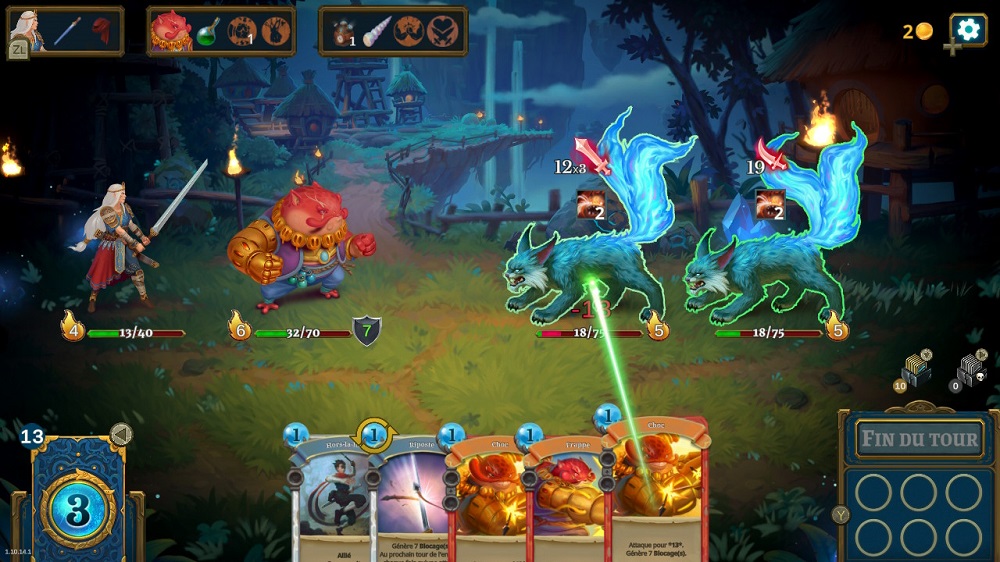 ZL
1
2
12x3
19
2
2
4
13/40
6
32/70
7
18/75
5
18/75
5
10
0
13
3
1
1
1
1
1
Riposte
Choc
Frappe
Choc
FIN DU TOUR
Allié
Génère 7 Blocage(s).
Au prochain tour de l'en
Attaque pour *13*.
Génère 7 Blocage(s).
Y
1.10.14.1